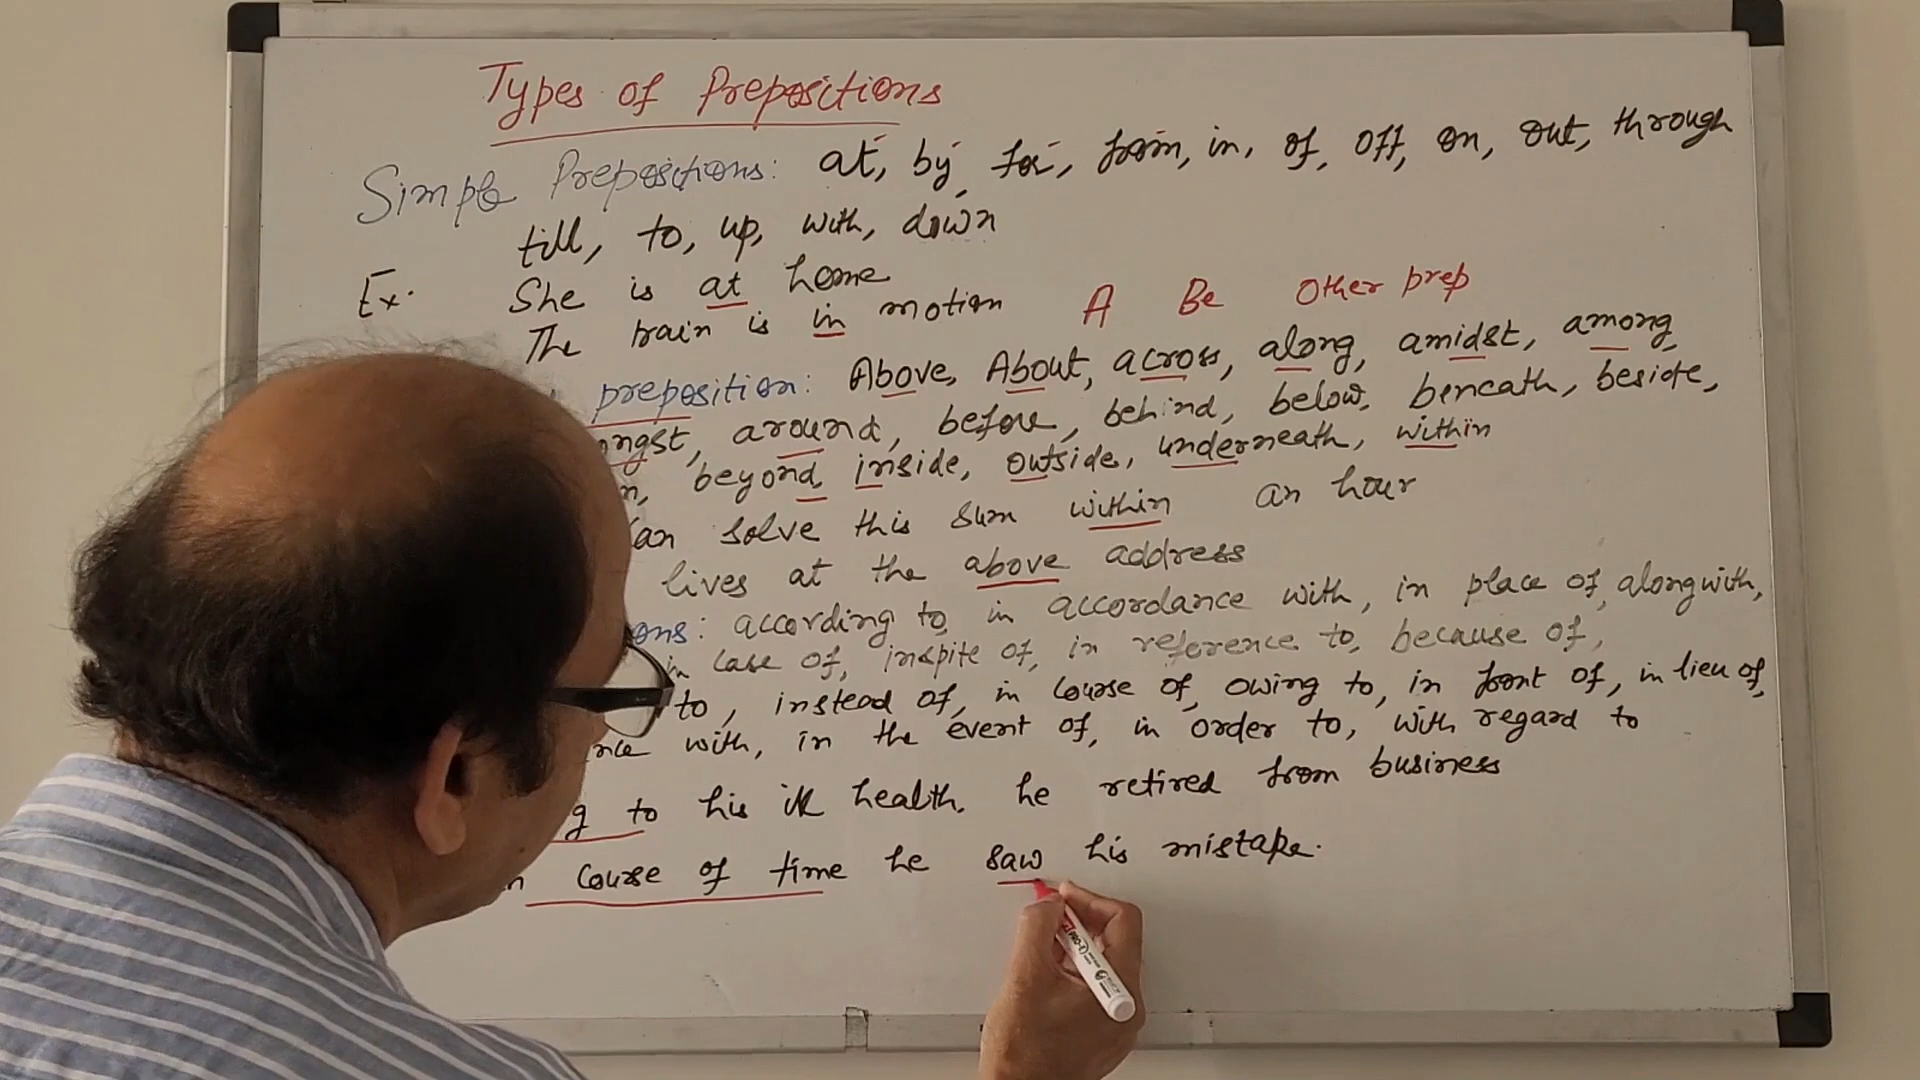 Types of Prepositions
Simple Prepositions: at, by, for, from, in, of, off, on, out, through
till, to, up, with, down
Ex. She is at home
The train is in motion
A Be Other prep
preposition: Above, About, across, along, amidst, among,
ongst, around, before, behind, below, beneath, beside,
n, beyond, inside, outside, underneath, within
can solve this sum within an hour
lives at the above address
ons: according to, in accordance with, in place of, alongwith,
in case of, inspite of, in reference to, because of,
to, instead of, in course of, owing to, in front of, in lieu of,
nce with, in the event of, in order to, with regard to
g to his ill health. he retired from business
n course of time he saw his mistake.